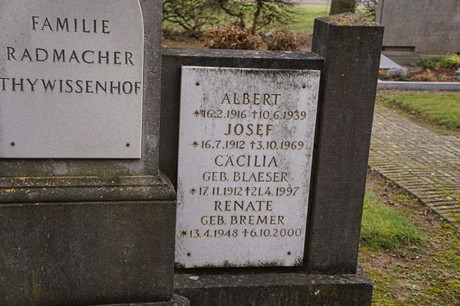 FAMILIE
RADMACHER
THYWISSENHOF
ALBERT
*16.2.1916 †10.6.1939
JOSEF
*16.7.1912 †3.10.1969
CÄCILIA
GEB. BLAESER
*17.11.1912 †21.4.1997
RENATE
GEB. BREMER
*13.4.1948 †6.10.2000